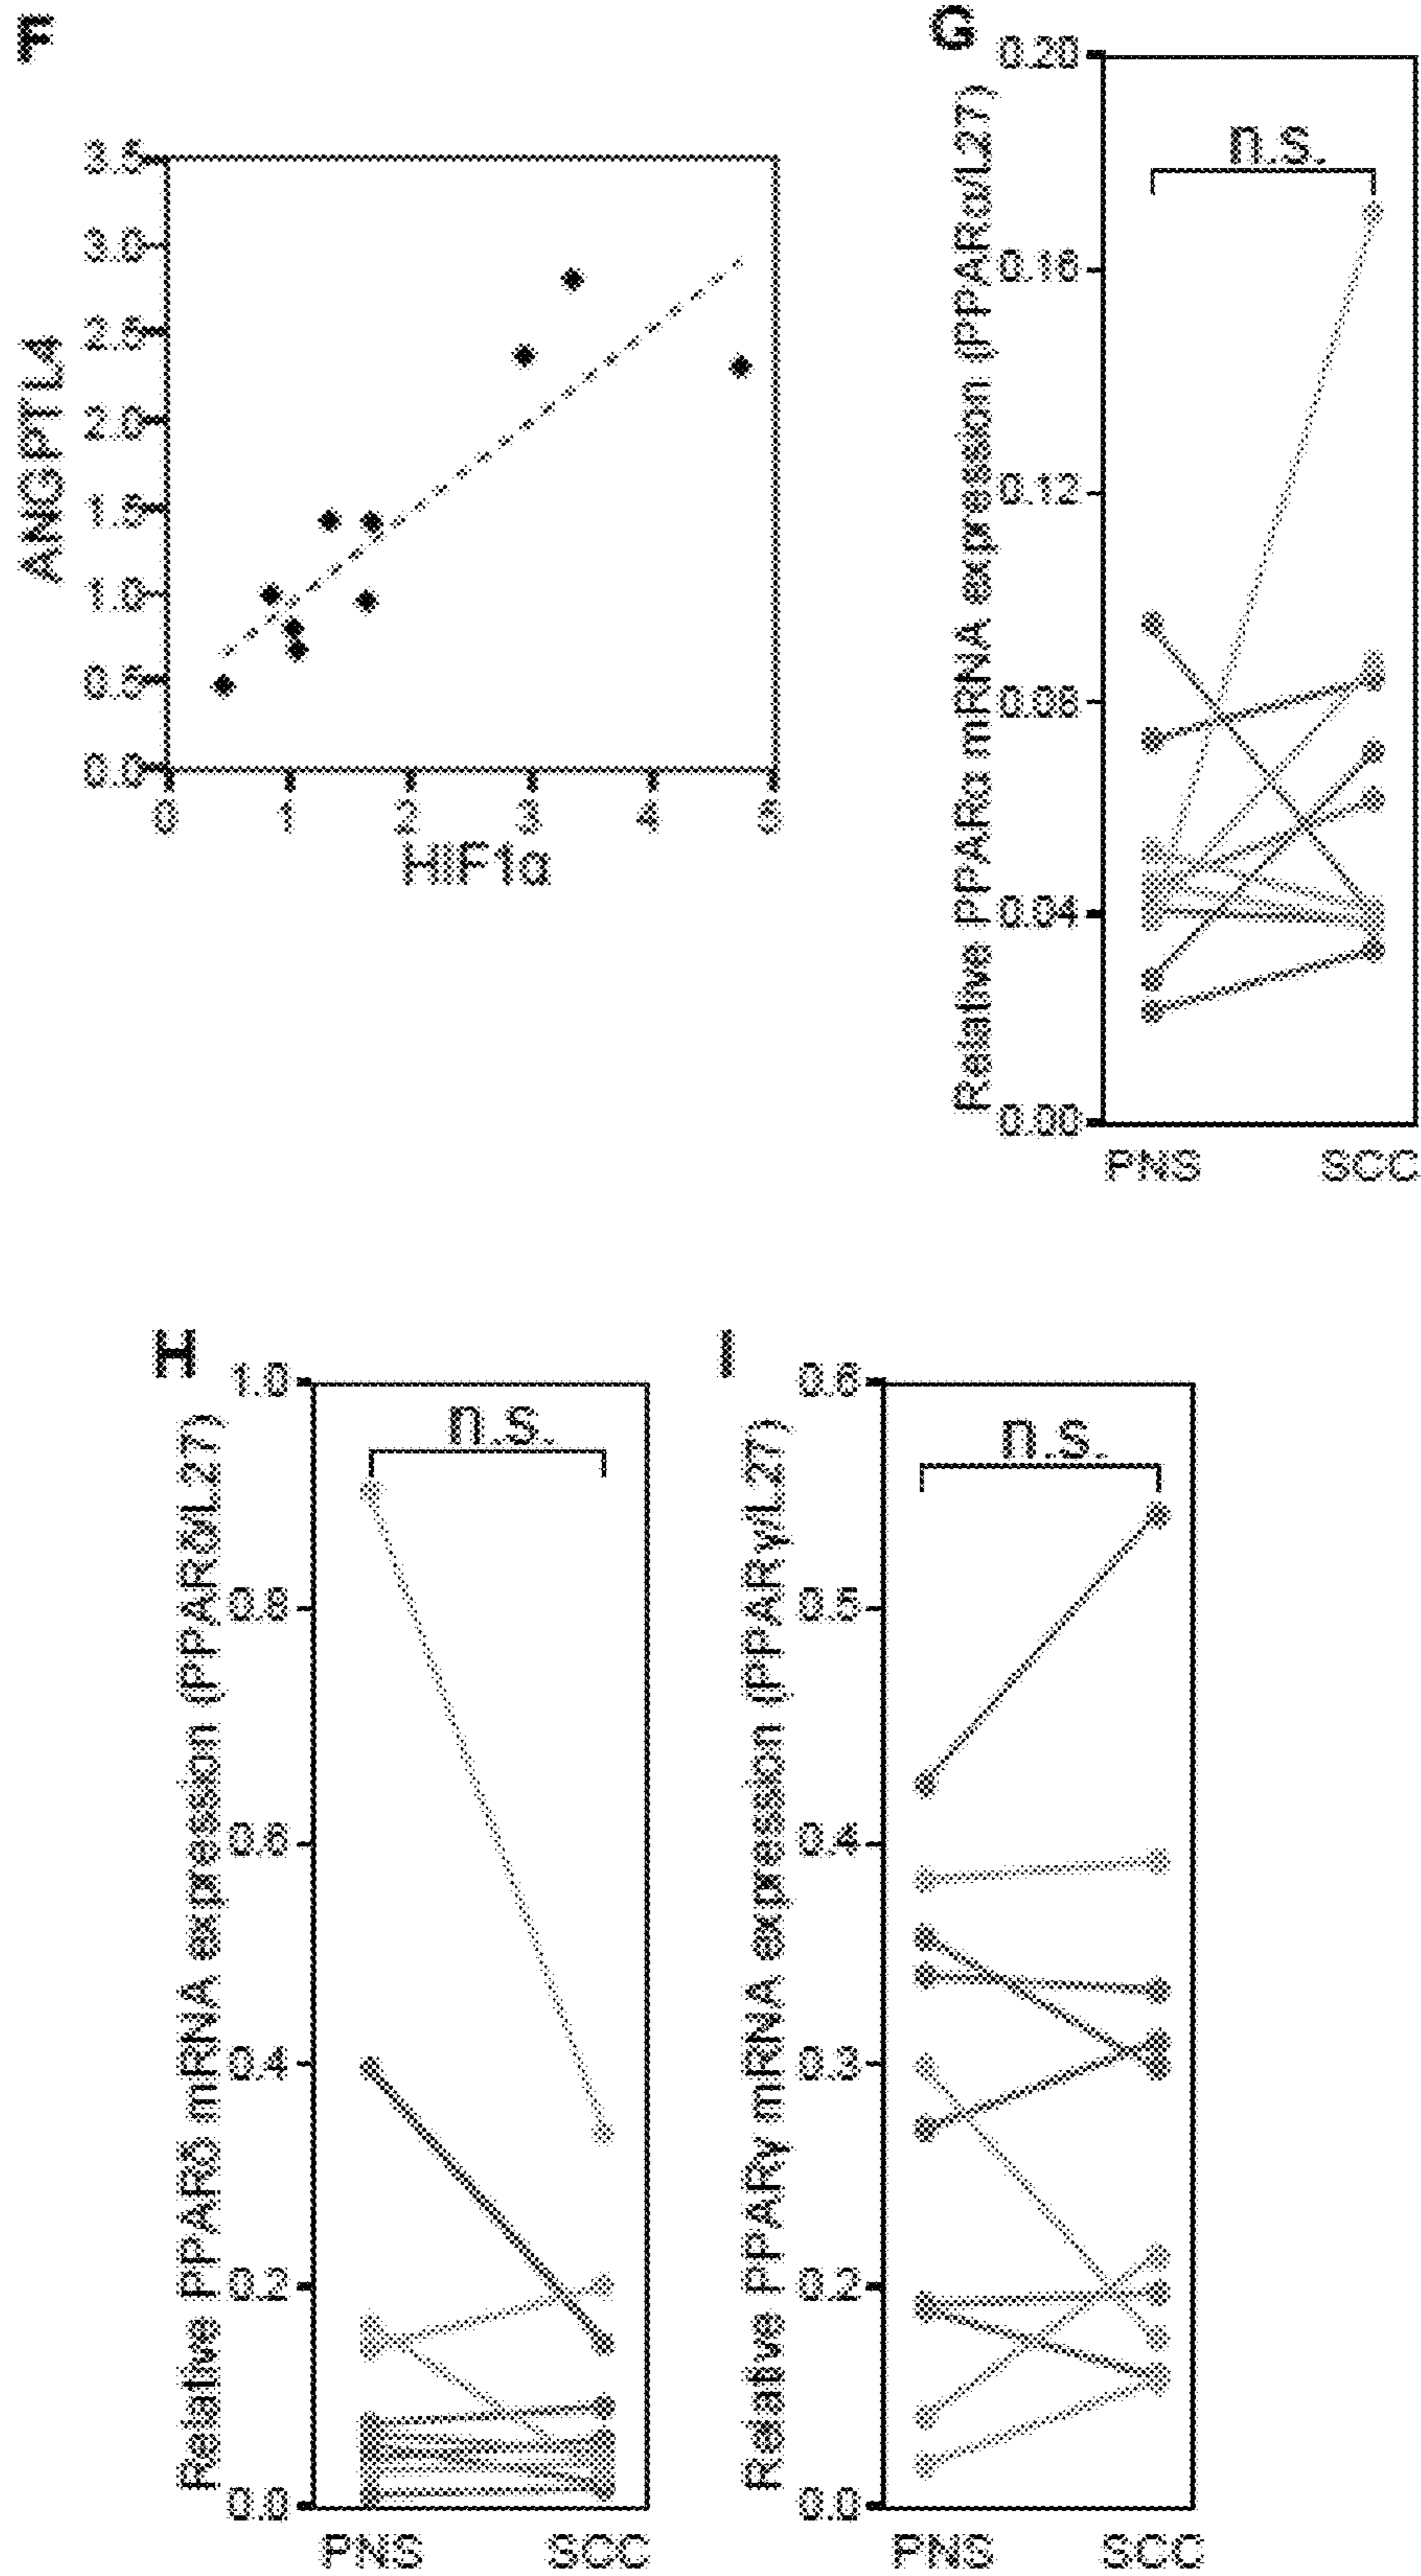 F
3.5
3.0
2.5
2.0
1.5
1.0
0.5
0.0
ANGPTL4
0 1 2 3 4 5
HIF1α
G
0.20
0.16
0.12
0.08
0.04
0.00
Relative PPARα mRNA expression (PPARα/L27)
n.s.
PNS SCC
H
1.0
0.8
0.6
0.4
0.2
0.0
Relative PPARδ mRNA expression (PPARδ/L27)
n.s.
PNS SCC
I
0.6
0.5
0.4
0.3
0.2
0.0
Relative PPARγ mRNA expression (PPARγ/L27)
n.s.
PNS SCC